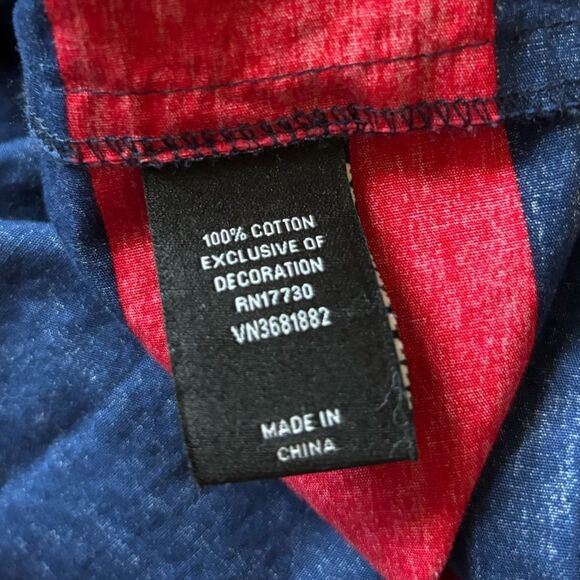 100% COTTON
EXCLUSIVE OF
DECORATION
RN17730
VN3681882
MADE IN
CHINA